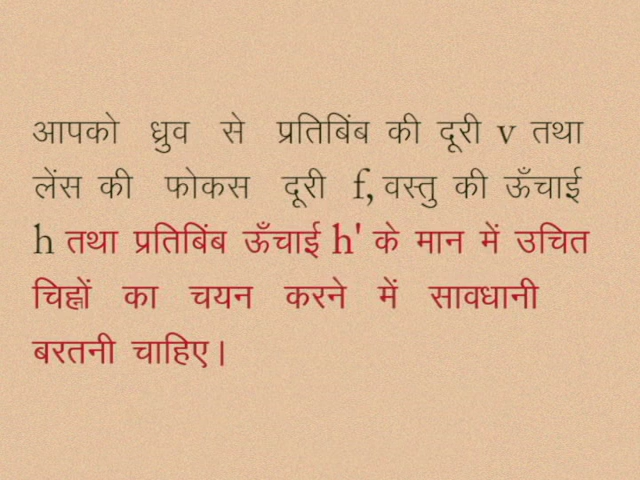 आपको ध्रुव से प्रतिबिंब की दूरी v तथा
लेंस की फोकस दूरी f, वस्तु की ऊँचाई
h तथा प्रतिबिंब ऊँचाई h' के मान में उचित
चिह्नों का चयन करने में सावधानी
बरतनी चाहिए।